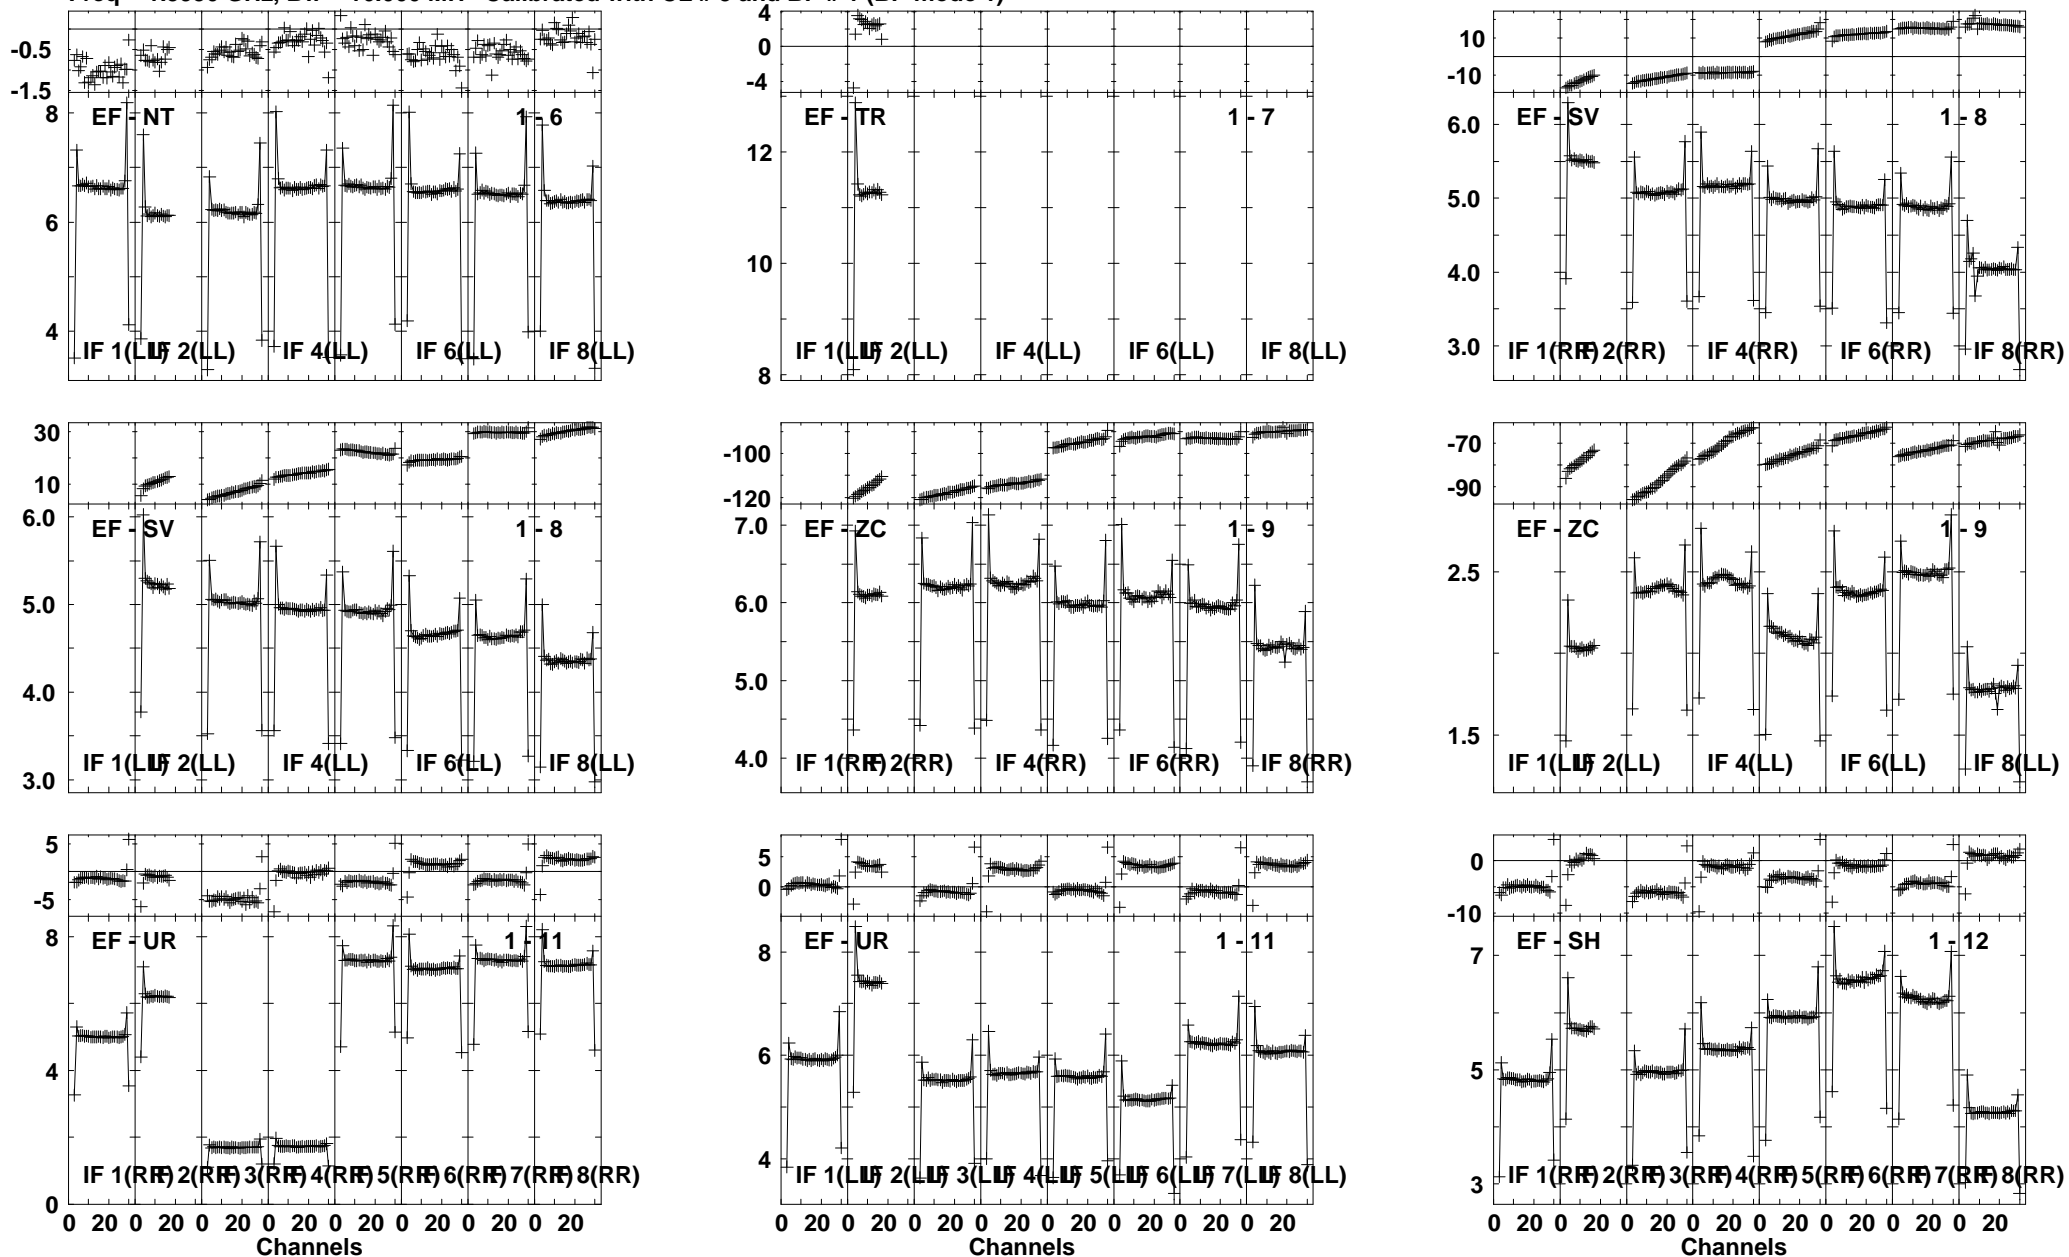 -0.5
-1.5
8
6
4
EF - NT 1 - 6
IF 1(LL) IF 2(LL) IF 4(LL) IF 6(LL) IF 8(LL)
4
0
-4
12
10
8
EF - TR 1 - 7
IF 1(LL) IF 2(LL) IF 4(LL) IF 6(LL) IF 8(LL)
10
-10
6.0
5.0
4.0
3.0
EF - SV 1 - 8
IF 1(RR) IF 2(RR) IF 4(RR) IF 6(RR) IF 8(RR)
30
10
6.0
5.0
4.0
3.0
EF - SV 1 - 8
IF 1(LL) IF 2(LL) IF 4(LL) IF 6(LL) IF 8(LL)
-100
-120
7.0
6.0
5.0
4.0
EF - ZC 1 - 9
IF 1(RR) IF 2(RR) IF 4(RR) IF 6(RR) IF 8(RR)
-70
-90
2.5
1.5
EF - ZC 1 - 9
IF 1(LL) IF 2(LL) IF 4(LL) IF 6(LL) IF 8(LL)
5
-5
8
4
0
EF - UR 1 - 11
IF 1(RR) IF 2(RR) IF 3(RR) IF 4(RR) IF 5(RR) IF 6(RR) IF 7(RR) IF 8(RR)
0 20 0 20 0 20 0 20 0 20 0 20 0 20 0 20
Channels
5
0
8
6
4
EF - UR 1 - 11
IF 1(LL) IF 2(LL) IF 3(LL) IF 4(LL) IF 5(LL) IF 6(LL) IF 7(LL) IF 8(LL)
0 20 0 20 0 20 0 20 0 20 0 20 0 20 0 20
Channels
0
-10
7
5
3
EF - SH 1 - 12
IF 1(RR) IF 2(RR) IF 3(RR) IF 4(RR) IF 5(RR) IF 6(RR) IF 7(RR) IF 8(RR)
0 20 0 20 0 20 0 20 0 20 0 20 0 20 0 20
Channels